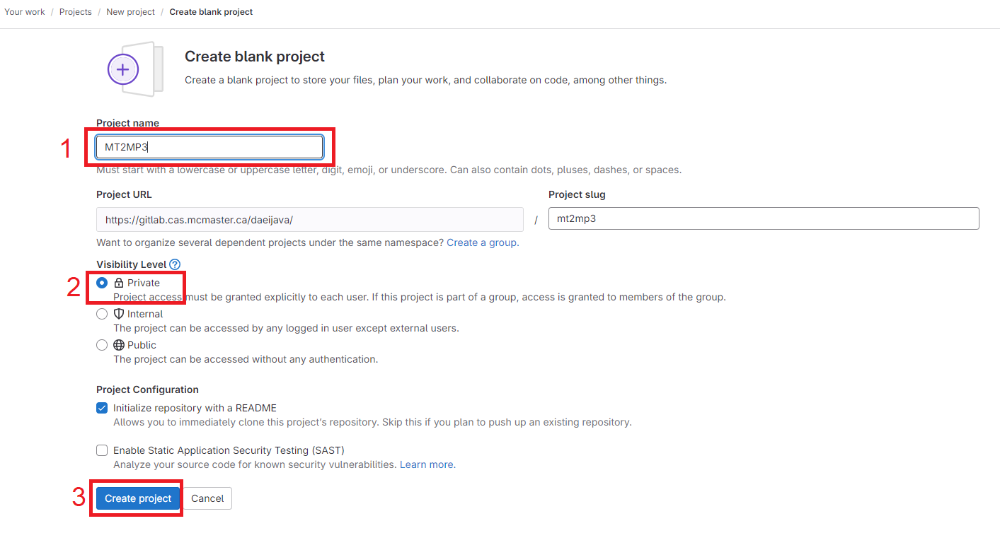 Your work / Projects / New project / Create blank project
Create blank project
Create a blank project to store your files, plan your work, and collaborate on code, among other things.
Project name
1 MT2MP3
Must start with a lowercase or uppercase letter, digit, emoji, or underscore. Can also contain dots, pluses, dashes, or spaces.
Project URL Project slug
https://gitlab.cas.mcmaster.ca/daeijava/ / mt2mp3
Want to organize several dependent projects under the same namespace? Create a group.
Visibility Level ?
2 Private
Project access must be granted explicitly to each user. If this project is part of a group, access is granted to members of the group.
Internal
The project can be accessed by any logged in user except external users.
Public
The project can be accessed without any authentication.
Project Configuration
Initialize repository with a README
Allows you to immediately clone this project’s repository. Skip this if you plan to push up an existing repository.
Enable Static Application Security Testing (SAST)
Analyze your source code for known security vulnerabilities. Learn more.
3 Create project Cancel